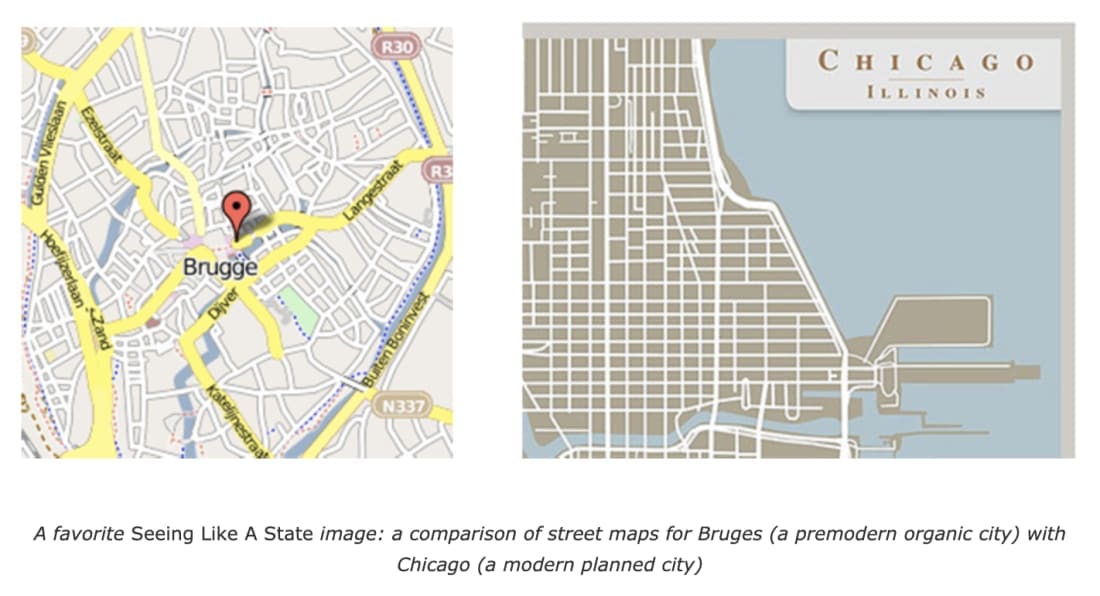 R30
Ezelstraat
Gulden Vlieslaan
R3
Langestraat
Hoefijzerlaan
Brugge
't Zand
Dijver
Buiten Boninvest
Katelijnestraat
N337
CHICAGO
ILLINOIS
A favorite Seeing Like A State image: a comparison of street maps for Bruges (a premodern organic city) with
Chicago (a modern planned city)